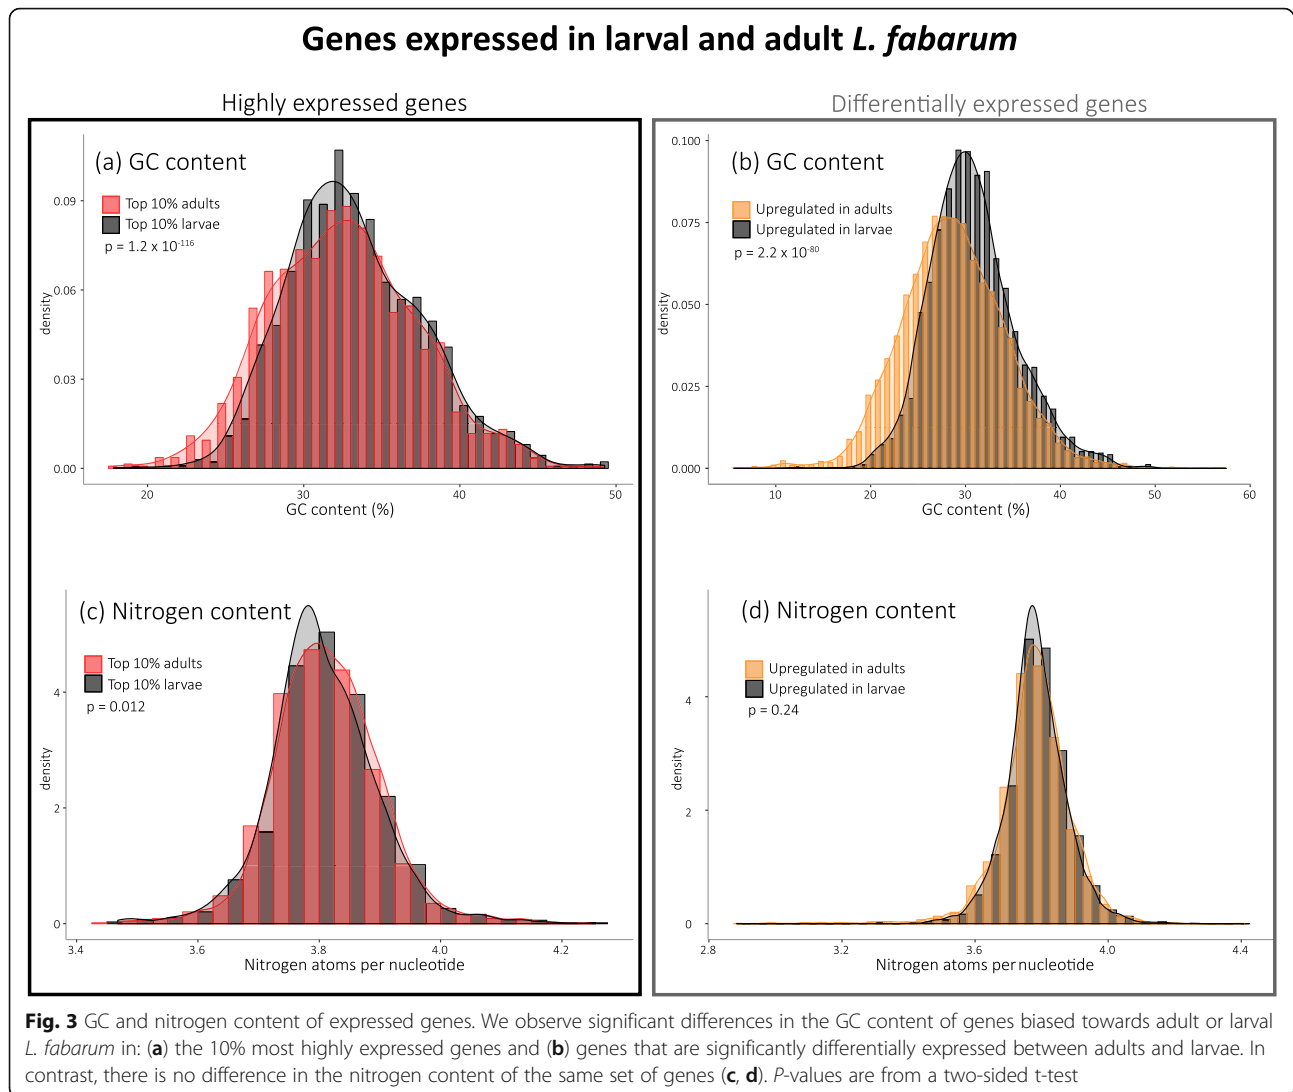 Genes expressed in larval and adult L. fabarum
Highly expressed genes
Differentially expressed genes
(a) GC content
Top 10% adults
Top 10% larvae
p = 1.2 x 10⁻¹¹⁶
density
0.09
0.06
0.03
0.00
20 30 40 50
GC content (%)
(b) GC content
Upregulated in adults
Upregulated in larvae
p = 2.2 x 10⁻⁸⁰
density
0.100
0.075
0.050
0.025
0.000
10 20 30 40 50 60
GC content (%)
(c) Nitrogen content
Top 10% adults
Top 10% larvae
p = 0.012
density
4
2
0
3.4 3.6 3.8 4.0 4.2
Nitrogen atoms per nucleotide
(d) Nitrogen content
Upregulated in adults
Upregulated in larvae
p = 0.24
density
4
2
0
2.8 3.2 3.6 4.0 4.4
Nitrogen atoms per nucleotide
Fig. 3 GC and nitrogen content of expressed genes. We observe significant differences in the GC content of genes biased towards adult or larval
L. fabarum in: (a) the 10% most highly expressed genes and (b) genes that are significantly differentially expressed between adults and larvae. In
contrast, there is no difference in the nitrogen content of the same set of genes (c, d). P-values are from a two-sided t-test